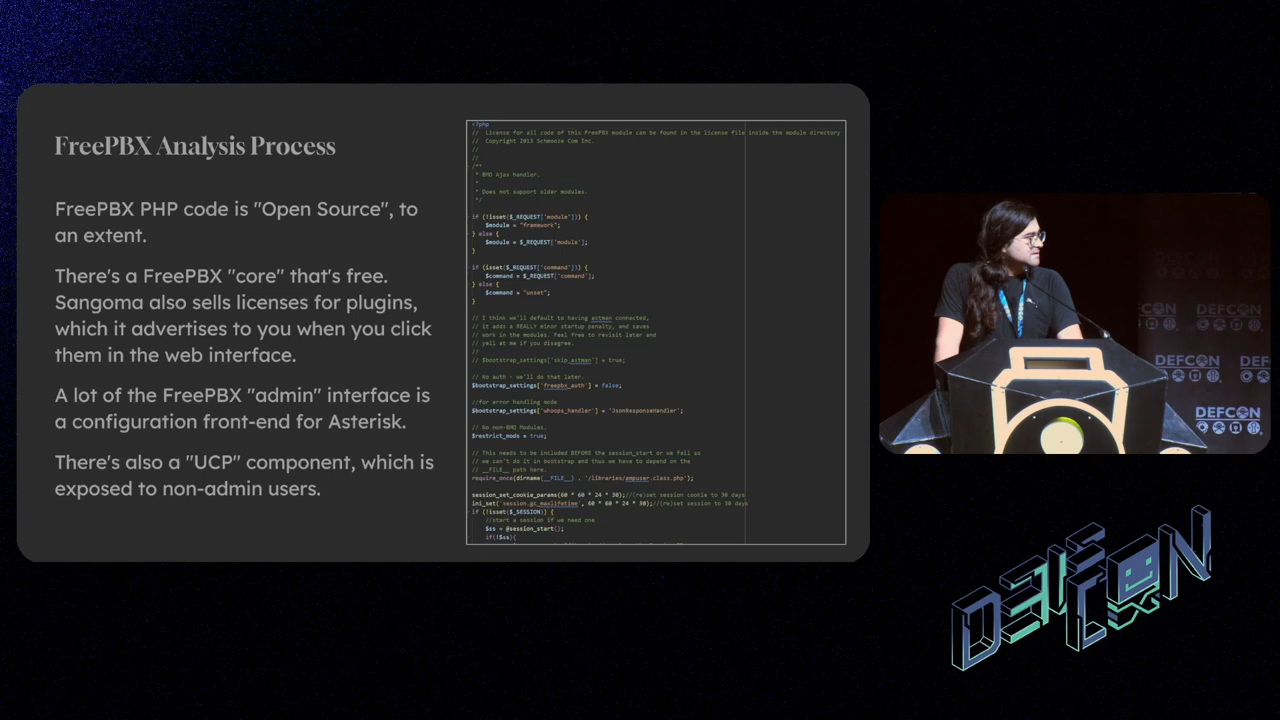 FreePBX Analysis Process
FreePBX PHP code is "Open Source", to
an extent.
There's a FreePBX "core" that's free.
Sangoma also sells licenses for plugins,
which it advertises to you when you click
them in the web interface.
A lot of the FreePBX "admin" interface is
a configuration front-end for Asterisk.
There's also a "UCP" component, which is
exposed to non-admin users.
<?php
//  License for all code of this FreePBX module can be found in the license file inside the module directory
//  Copyright 2013 Schmooze Com Inc.
//
//
/**
 * BMO Ajax handler.
 *
 * Does not support older modules.
 */
if (!isset($_REQUEST['module'])) {
    $module = "framework";
} else {
    $module = $_REQUEST['module'];
}
if (isset($_REQUEST['command'])) {
    $command = $_REQUEST['command'];
} else {
    $command = "unset";
}
// I think we'll default to having astman connected,
// it adds a REALLY minor startup penalty, and saves
// work in the modules. Feel free to revisit later and
// yell at me if you disagree.
//
// $bootstrap_settings['skip_astman'] = true;
// No auth - we'll do that later.
$bootstrap_settings['freepbx_auth'] = false;
//for error handling mode
$bootstrap_settings['whoops_handler'] = 'JsonResponseHandler';
// No non-BMO Modules.
$restrict_mods = true;
// This needs to be included BEFORE the session_start or we fail so
// we can't do it in bootstrap and thus we have to depend on the
// __FILE__ path here.
require_once(dirname(__FILE__) . '/libraries/ampuser.class.php');
session_set_cookie_params(60 * 60 * 24 * 30);//(re)set session cookie to 30 days
ini_set('session.gc_maxlifetime', 60 * 60 * 24 * 30);//(re)set session to 30 days
if (!isset($_SESSION)) {
    //start a session if we need one
    $ss = @session_start();
    if(!$ss){
DEFCON
DEFCON
DEFCON
DEFCON
DEF CON